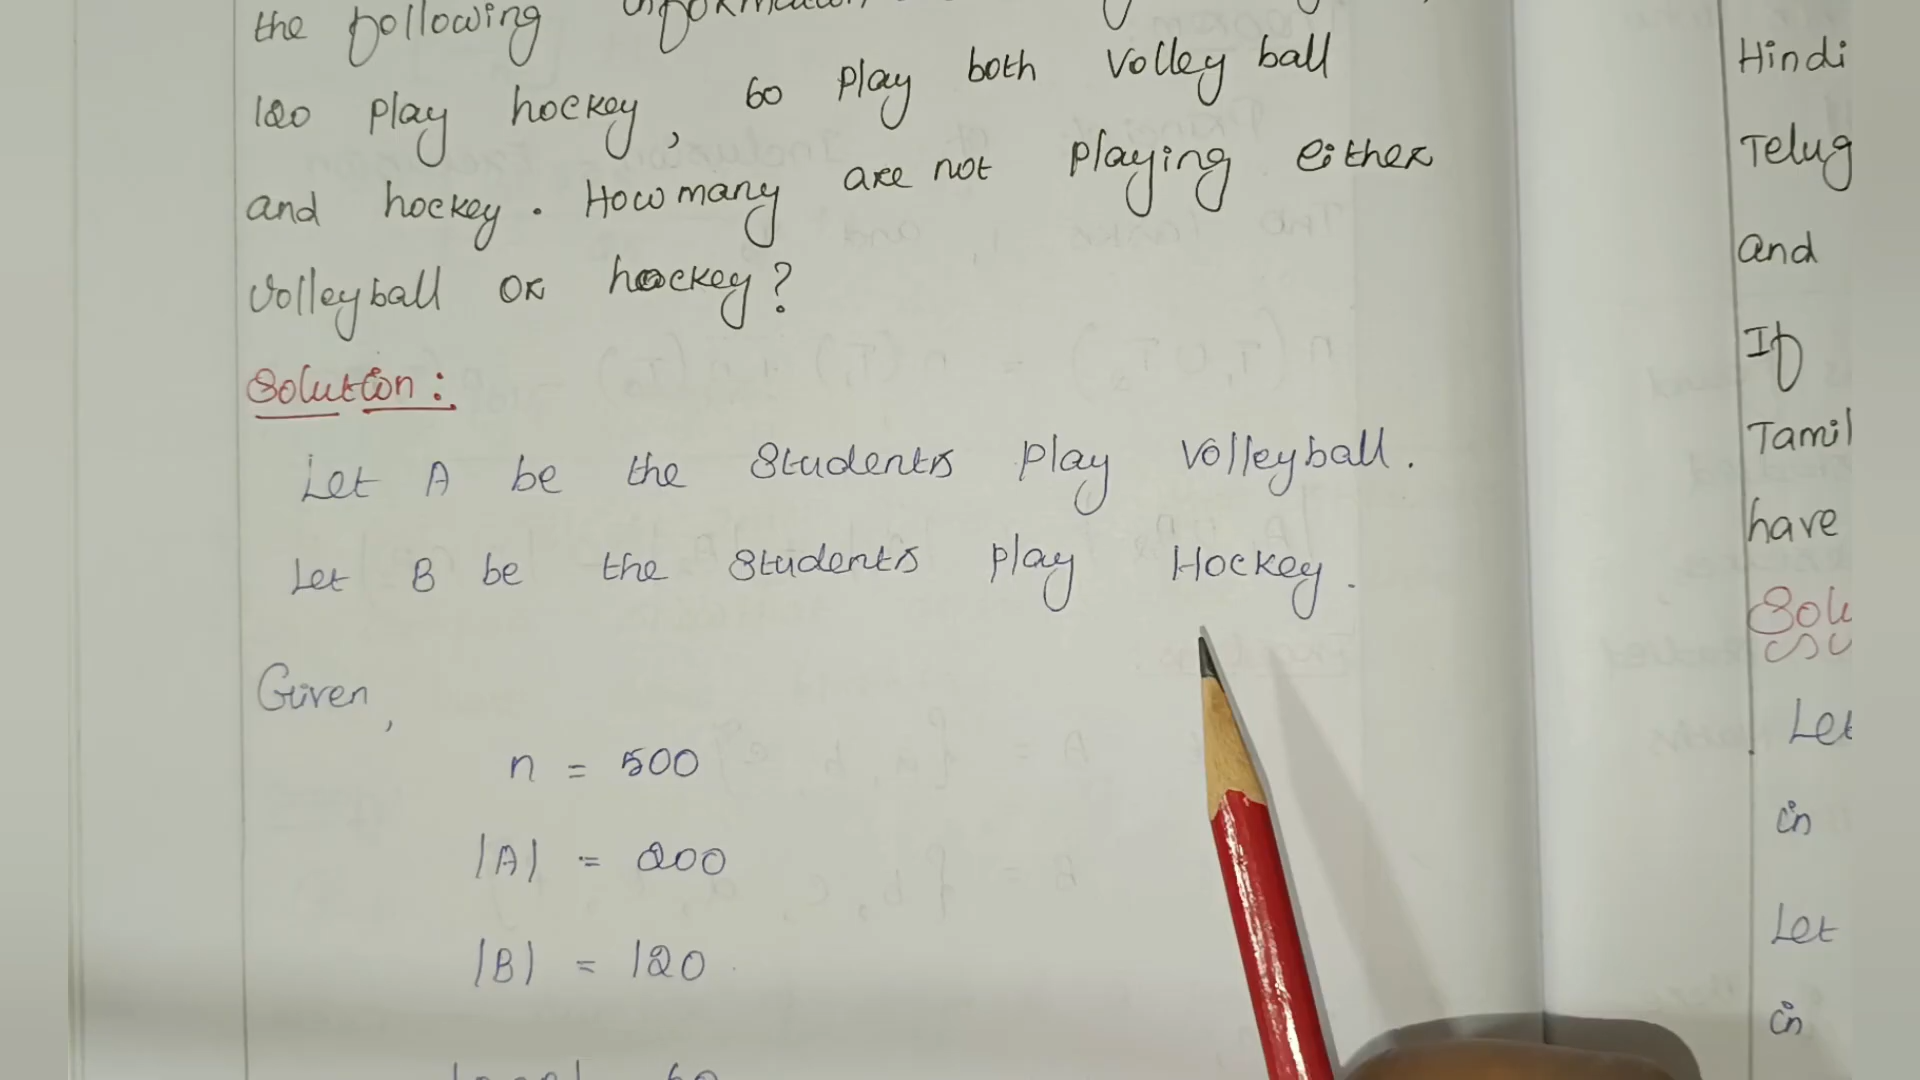 the following information
120 play hockey, 60 play both volley ball
and hockey. How many are not playing either
volleyball or hockey?
Solution:
Let A be the students play volleyball.
Let B be the students play Hockey.
Given,
n = 500
|A| = 200
|B| = 120
60
Hindi
Telug
and
If
Tamil
have
Solu
Let
in
Let
in